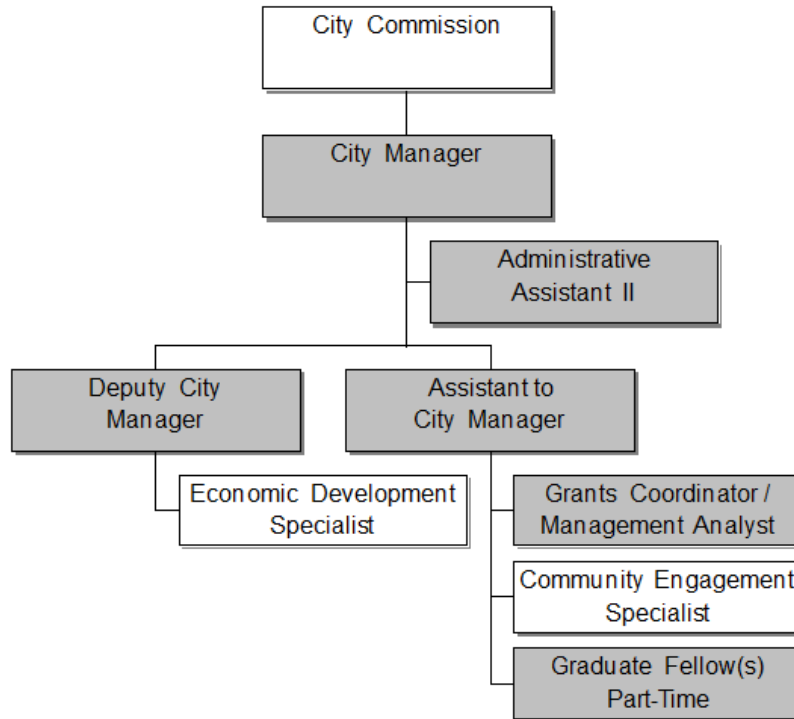 City Commission
City Manager
Administrative
Assistant II
Deputy City
Manager
Assistant to
City Manager
Economic Development
Specialist
Grants Coordinator /
Management Analyst
Community Engagement
Specialist
Graduate Fellow(s)
Part-Time